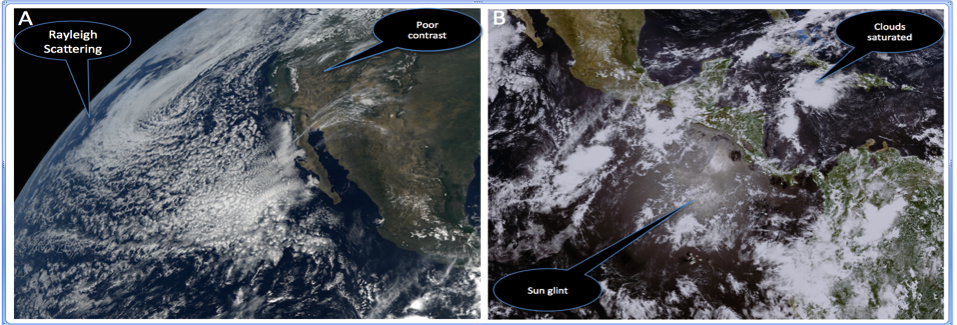 A
Rayleigh
Scattering
Poor
contrast
B
Clouds
saturated
Sun glint